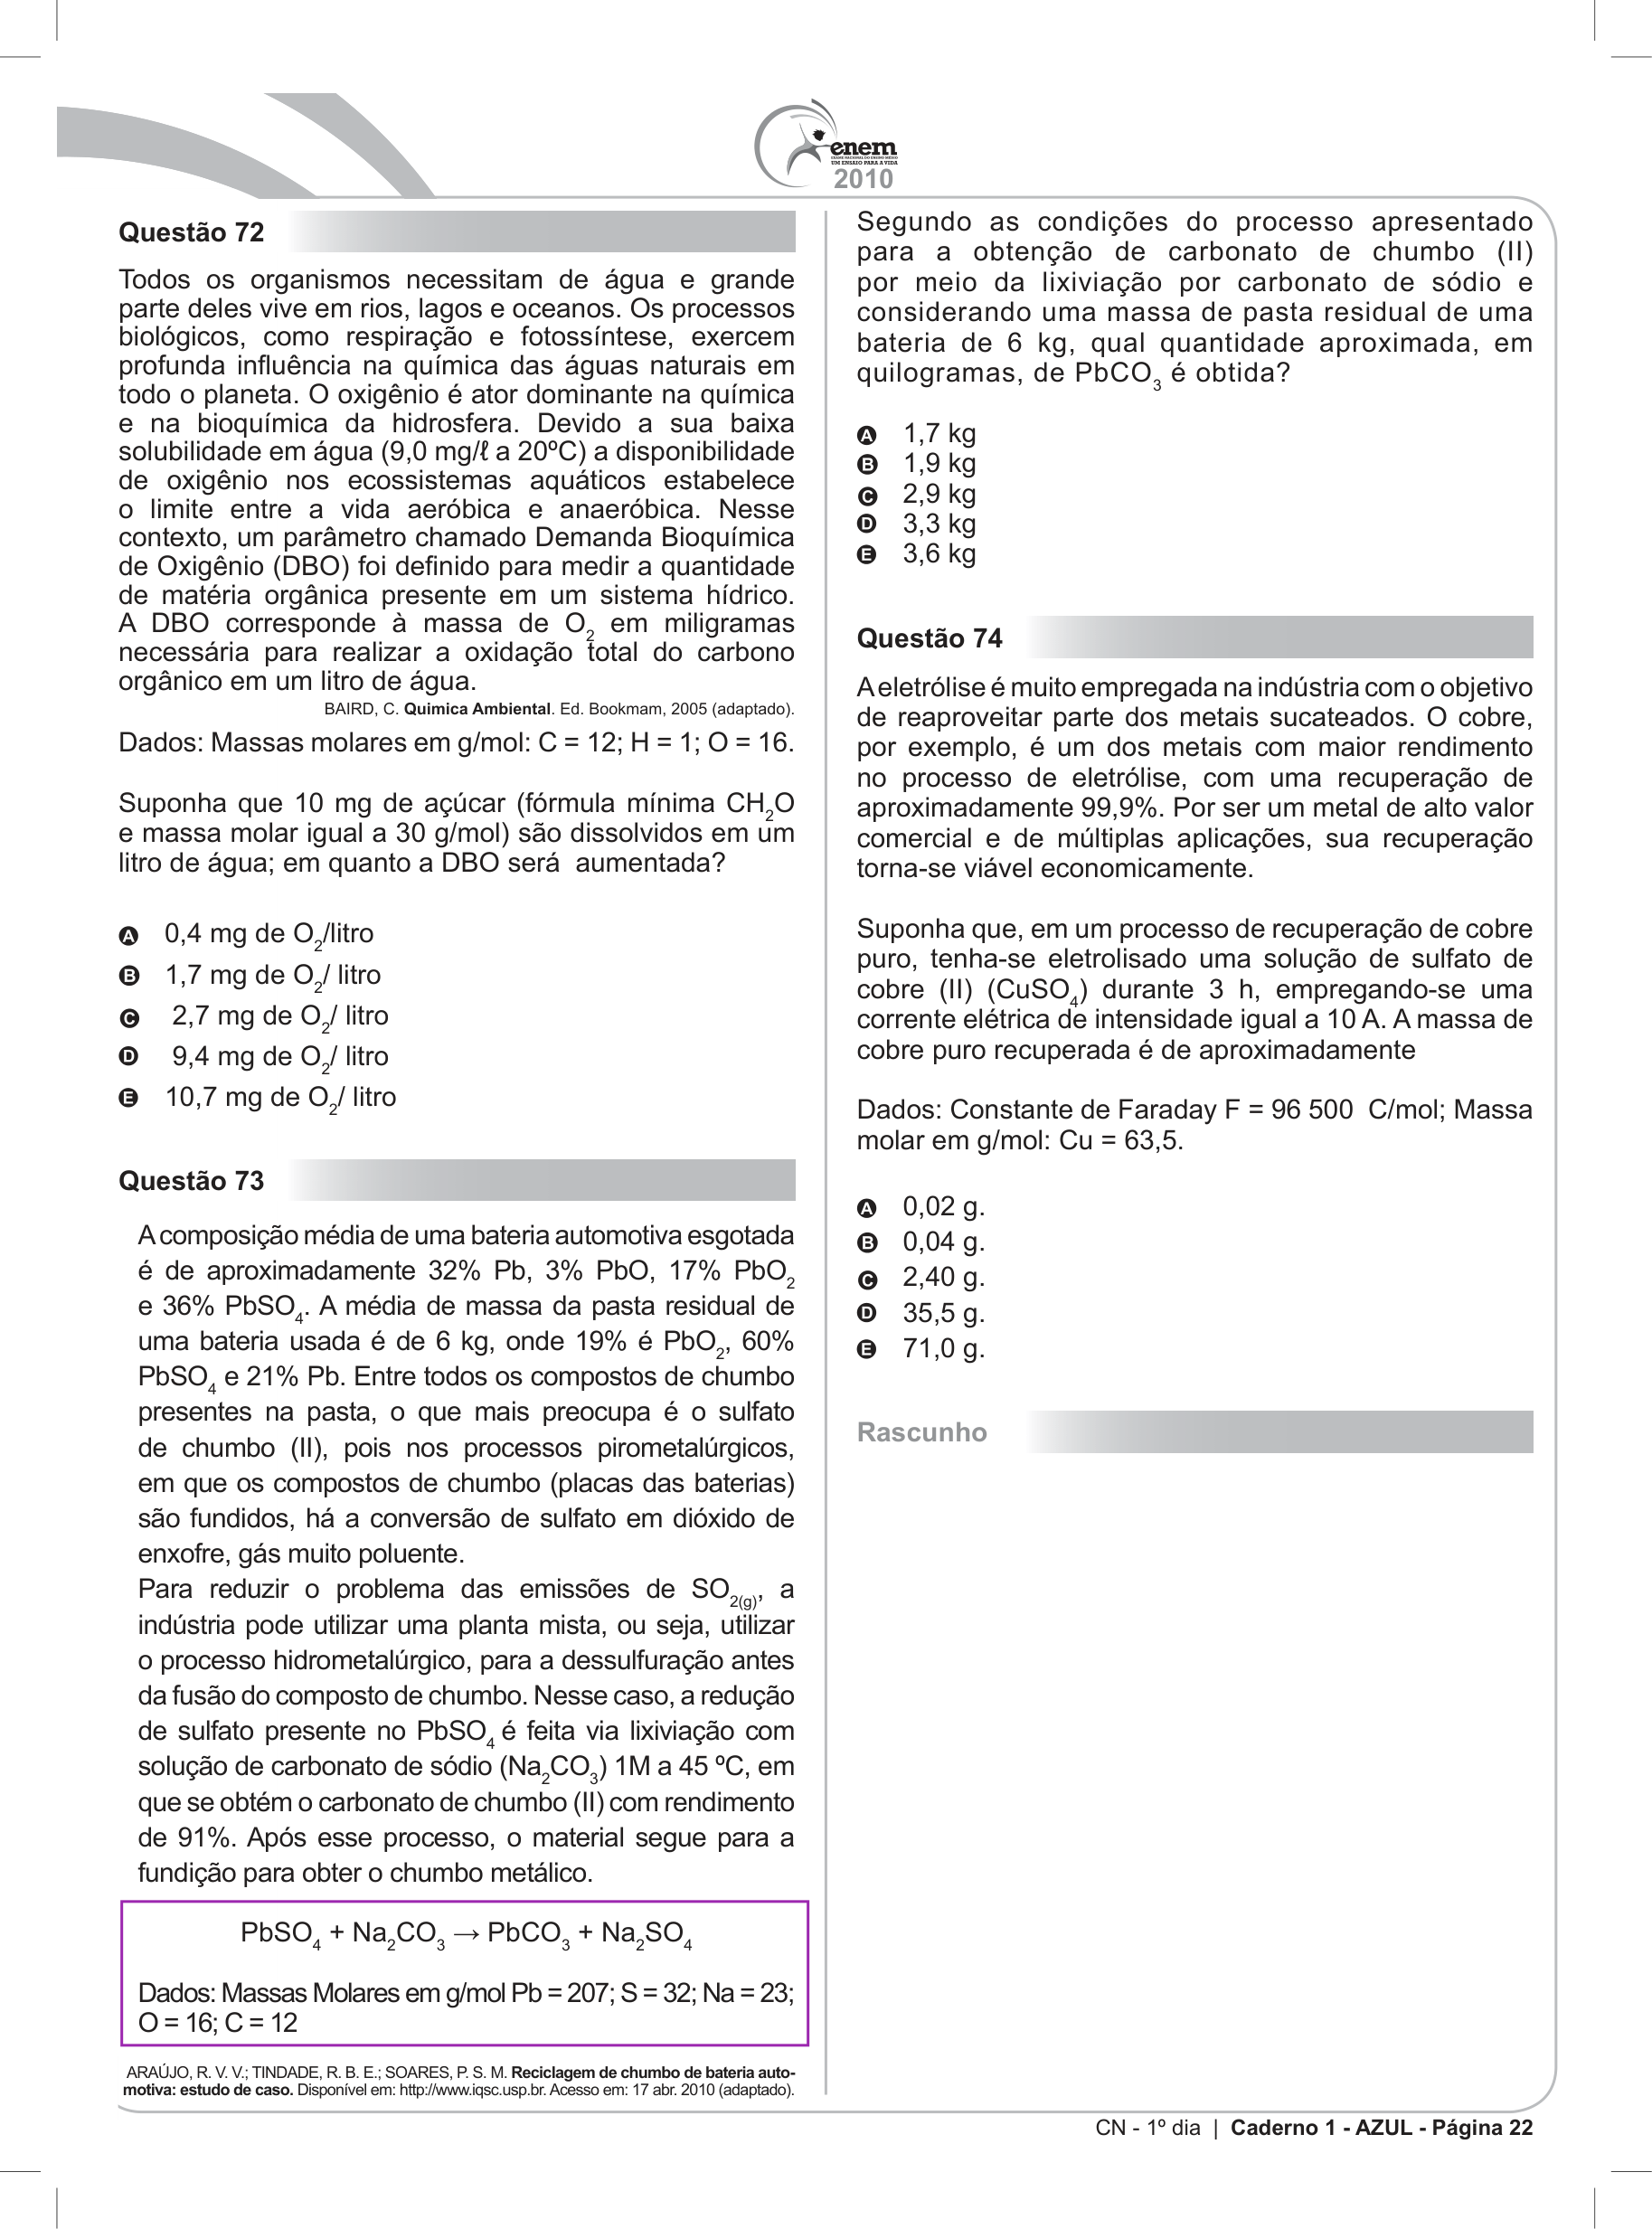 enem
EXAME NACIONAL DO ENSINO MÉDIO
UM ENSAIO PARA A VIDA
2010
Questão 72
Todos os organismos necessitam de água e grande
parte deles vive em rios, lagos e oceanos. Os processos
biológicos, como respiração e fotossíntese, exercem
profunda influência na química das águas naturais em
todo o planeta. O oxigênio é ator dominante na química
e na bioquímica da hidrosfera. Devido a sua baixa
solubilidade em água (9,0 mg/ℓ a 20ºC) a disponibilidade
de oxigênio nos ecossistemas aquáticos estabelece
o limite entre a vida aeróbica e anaeróbica. Nesse
contexto, um parâmetro chamado Demanda Bioquímica
de Oxigênio (DBO) foi definido para medir a quantidade
de matéria orgânica presente em um sistema hídrico.
A DBO corresponde à massa de O2 em miligramas
necessária para realizar a oxidação total do carbono
orgânico em um litro de água.
BAIRD, C. Quimica Ambiental. Ed. Bookmam, 2005 (adaptado).
Dados: Massas molares em g/mol: C = 12; H = 1; O = 16.
Suponha que 10 mg de açúcar (fórmula mínima CH2O
e massa molar igual a 30 g/mol) são dissolvidos em um
litro de água; em quanto a DBO será aumentada?
A 0,4 mg de O2/litro
B 1,7 mg de O2/ litro
C 2,7 mg de O2/ litro
D 9,4 mg de O2/ litro
E 10,7 mg de O2/ litro
Questão 73
A composição média de uma bateria automotiva esgotada
é de aproximadamente 32% Pb, 3% PbO, 17% PbO2
e 36% PbSO4. A média de massa da pasta residual de
uma bateria usada é de 6 kg, onde 19% é PbO2, 60%
PbSO4 e 21% Pb. Entre todos os compostos de chumbo
presentes na pasta, o que mais preocupa é o sulfato
de chumbo (II), pois nos processos pirometalúrgicos,
em que os compostos de chumbo (placas das baterias)
são fundidos, há a conversão de sulfato em dióxido de
enxofre, gás muito poluente.
Para reduzir o problema das emissões de SO2(g), a
indústria pode utilizar uma planta mista, ou seja, utilizar
o processo hidrometalúrgico, para a dessulfuração antes
da fusão do composto de chumbo. Nesse caso, a redução
de sulfato presente no PbSO4 é feita via lixiviação com
solução de carbonato de sódio (Na2CO3) 1M a 45 ºC, em
que se obtém o carbonato de chumbo (II) com rendimento
de 91%. Após esse processo, o material segue para a
fundição para obter o chumbo metálico.
PbSO4 + Na2CO3 → PbCO3 + Na2SO4
Dados: Massas Molares em g/mol Pb = 207; S = 32; Na = 23;
O = 16; C = 12
ARAÚJO, R. V. V.; TINDADE, R. B. E.; SOARES, P. S. M. Reciclagem de chumbo de bateria auto-
motiva: estudo de caso. Disponível em: http://www.iqsc.usp.br. Acesso em: 17 abr. 2010 (adaptado).
Segundo as condições do processo apresentado
para a obtenção de carbonato de chumbo (II)
por meio da lixiviação por carbonato de sódio e
considerando uma massa de pasta residual de uma
bateria de 6 kg, qual quantidade aproximada, em
quilogramas, de PbCO3 é obtida?
A 1,7 kg
B 1,9 kg
C 2,9 kg
D 3,3 kg
E 3,6 kg
Questão 74
A eletrólise é muito empregada na indústria com o objetivo
de reaproveitar parte dos metais sucateados. O cobre,
por exemplo, é um dos metais com maior rendimento
no processo de eletrólise, com uma recuperação de
aproximadamente 99,9%. Por ser um metal de alto valor
comercial e de múltiplas aplicações, sua recuperação
torna-se viável economicamente.
Suponha que, em um processo de recuperação de cobre
puro, tenha-se eletrolisado uma solução de sulfato de
cobre (II) (CuSO4) durante 3 h, empregando-se uma
corrente elétrica de intensidade igual a 10 A. A massa de
cobre puro recuperada é de aproximadamente
Dados: Constante de Faraday F = 96 500 C/mol; Massa
molar em g/mol: Cu = 63,5.
A 0,02 g.
B 0,04 g.
C 2,40 g.
D 35,5 g.
E 71,0 g.
Rascunho
CN - 1º dia | Caderno 1 - AZUL - Página 22